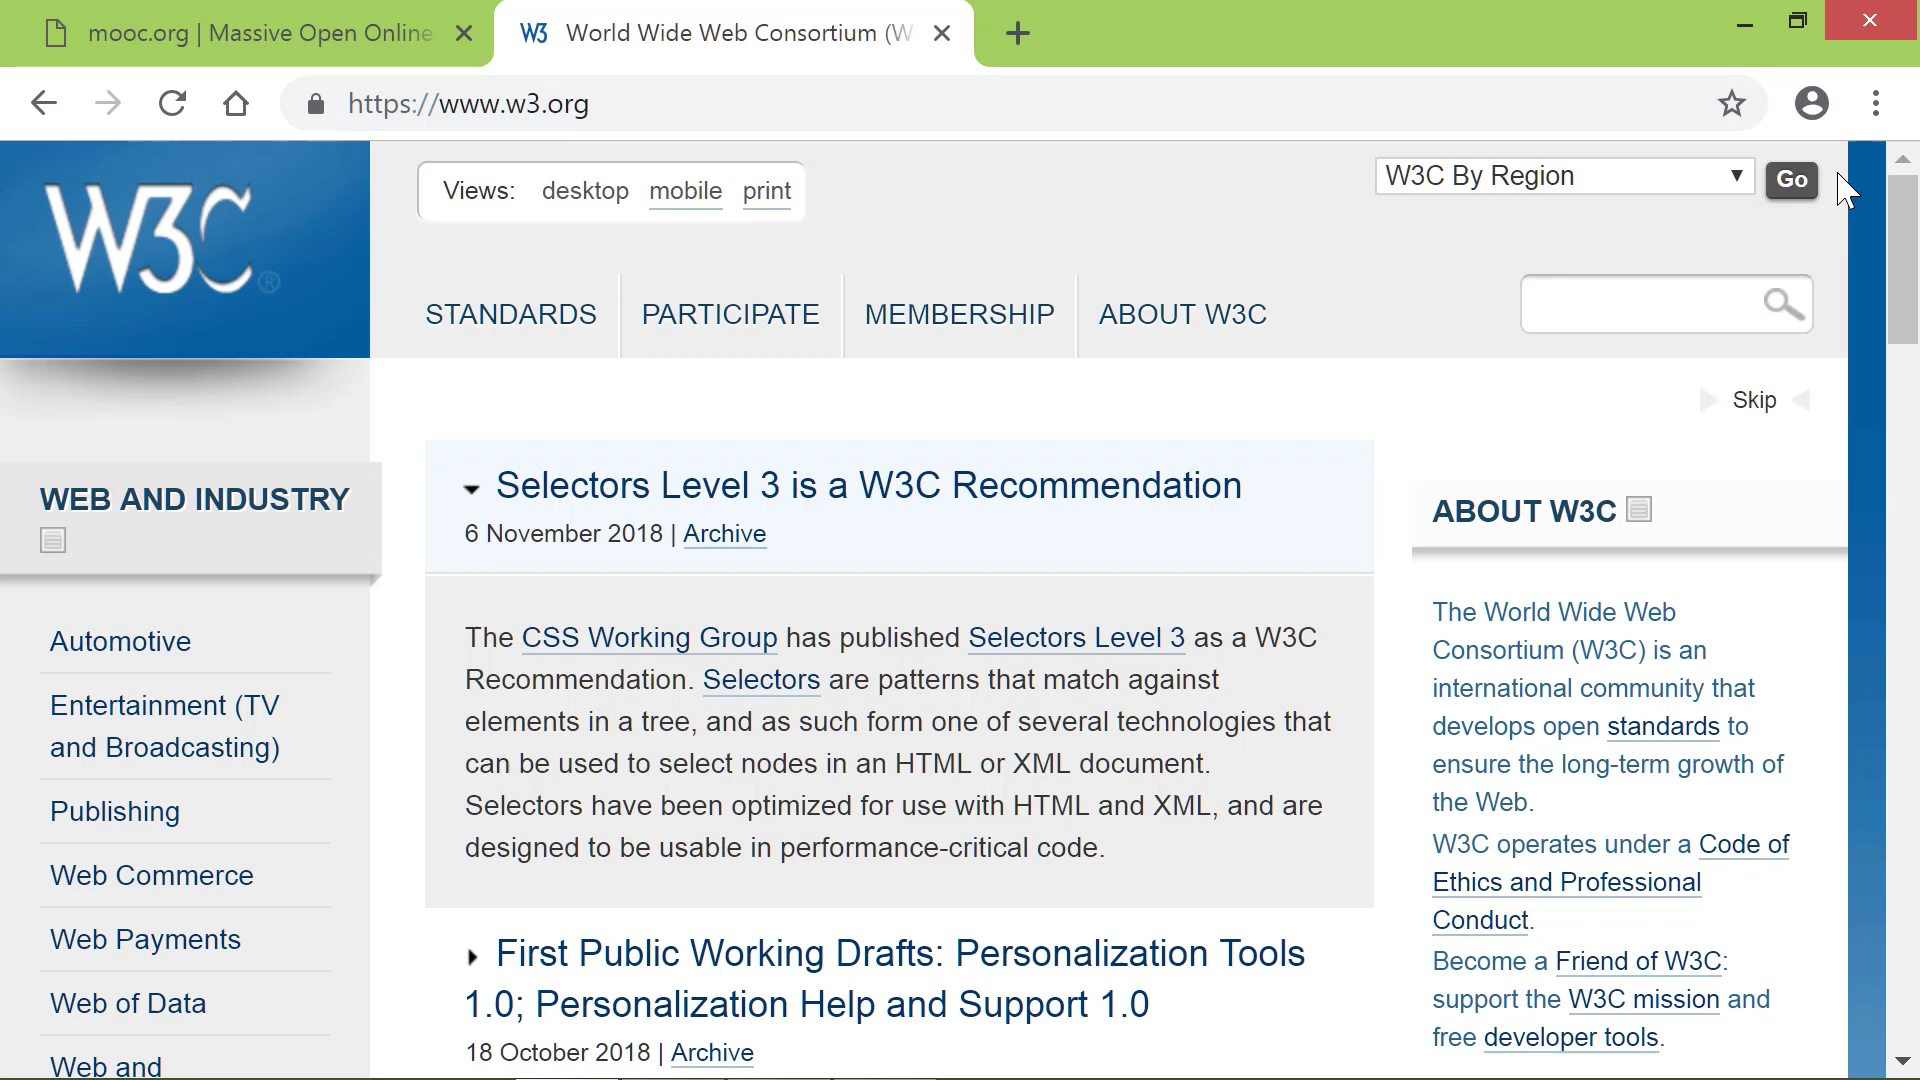 mooc.org | Massive Open Online
World Wide Web Consortium (W
https://www.w3.org
W3C®
Views: desktop mobile print
W3C By Region
Go
STANDARDS
PARTICIPATE
MEMBERSHIP
ABOUT W3C
Skip
WEB AND INDUSTRY
Automotive
Entertainment (TV
and Broadcasting)
Publishing
Web Commerce
Web Payments
Web of Data
Web and
Selectors Level 3 is a W3C Recommendation
6 November 2018 | Archive
The CSS Working Group has published Selectors Level 3 as a W3C
Recommendation. Selectors are patterns that match against
elements in a tree, and as such form one of several technologies that
can be used to select nodes in an HTML or XML document.
Selectors have been optimized for use with HTML and XML, and are
designed to be usable in performance-critical code.
First Public Working Drafts: Personalization Tools
1.0; Personalization Help and Support 1.0
18 October 2018 | Archive
ABOUT W3C
The World Wide Web
Consortium (W3C) is an
international community that
develops open standards to
ensure the long-term growth of
the Web.
W3C operates under a Code of
Ethics and Professional
Conduct.
Become a Friend of W3C:
support the W3C mission and
free developer tools.